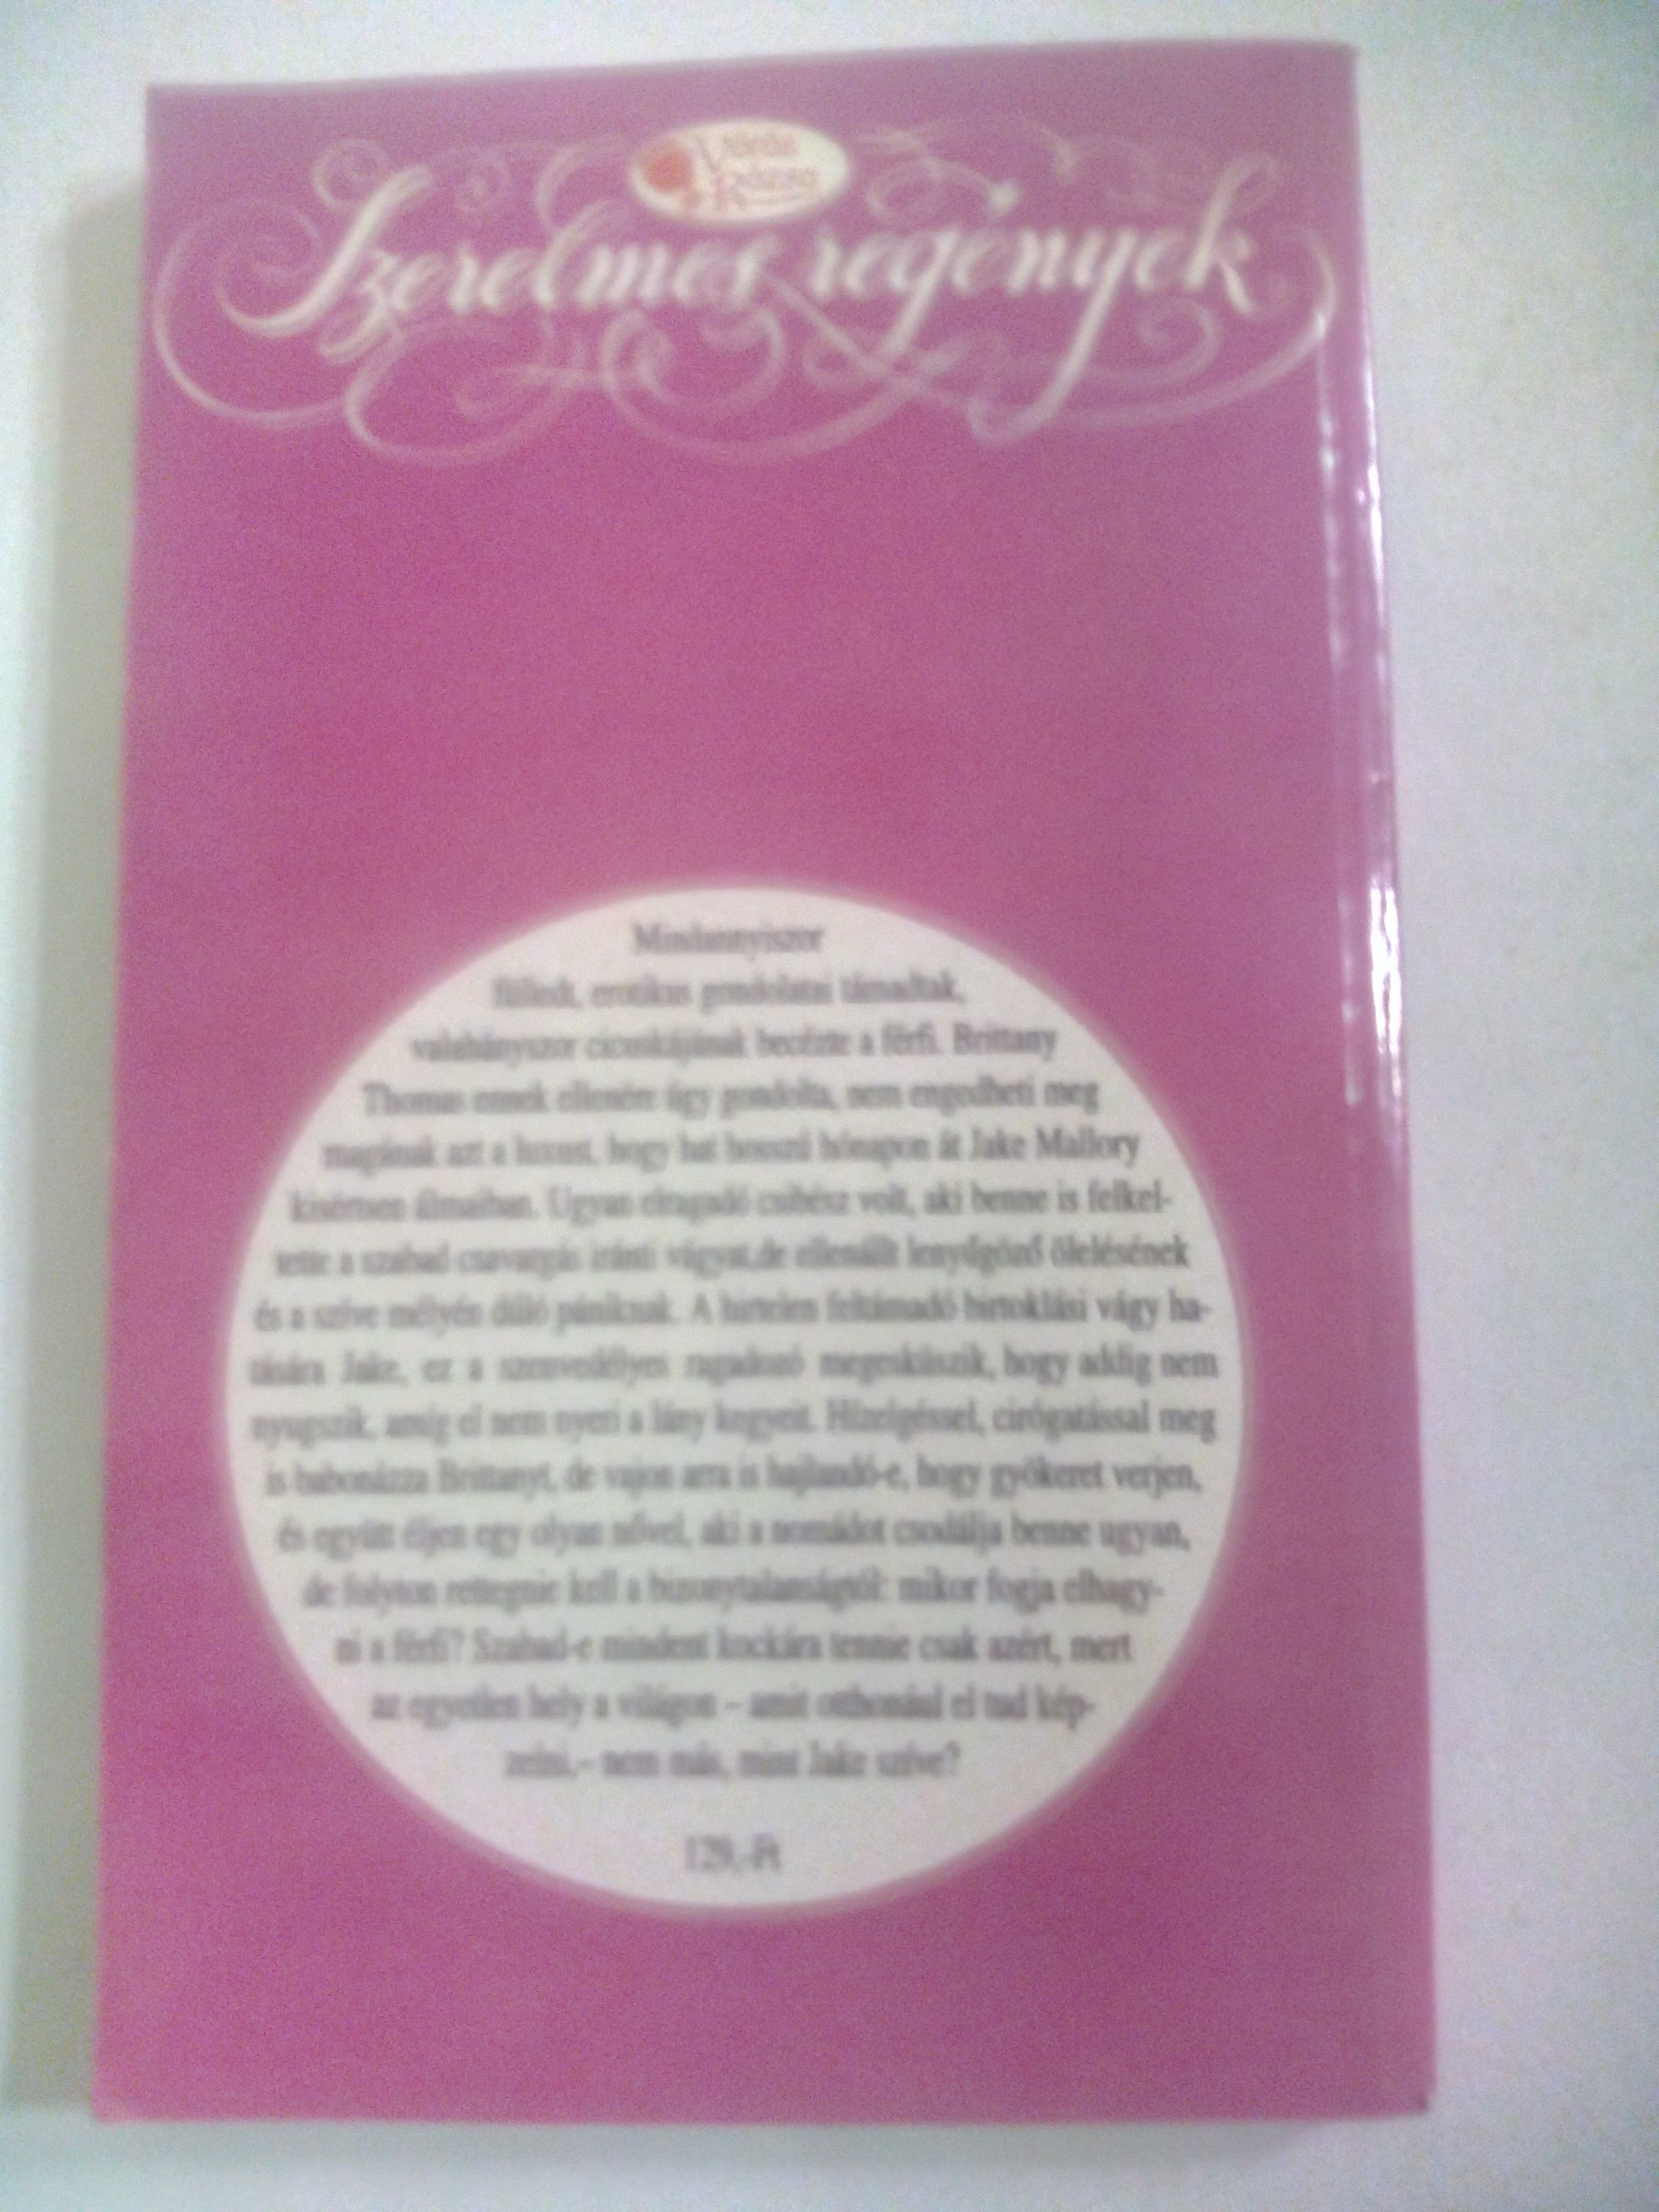 Vörös
Rózsa
Szerelmes regények
Mindannyiszor
fülledt, erotikus gondolatai támadtak,
valahányszor cicuskájának becézte a férfi. Brittany
Thomas ennek ellenére úgy gondolta, nem engedheti meg
magának azt a luxust, hogy hat hosszú hónapon át Jake Mallory
kísértsen álmaiban. Ugyan elragadó csibész volt, aki benne is felkel-
tette a szabad csavargás iránti vágyat,de ellenállt lenyűgöző ölelésének
és a szíve mélyén dúló pániknak. A hirtelen feltámadó birtoklási vágy ha-
tására Jake, ez a szenvedélyes ragadozó megesküszik, hogy addig nem
nyugszik, amíg el nem nyeri a lány kegyeit. Hízelgéssel, cirógatással meg
is babonázza Brittanyt, de vajon arra is hajlandó-e, hogy gyökeret verjen,
és együtt éljen egy olyan nővel, aki a nomádot csodálja benne ugyan,
de folyton rettegnie kell a bizonytalanságtól: mikor fogja elhagy-
ni a férfi? Szabad-e mindent kockára tennie csak azért, mert
az egyetlen hely a világon – amit otthonául el tud kép-
zelni,– nem más, mint Jake szíve?
129,-Ft